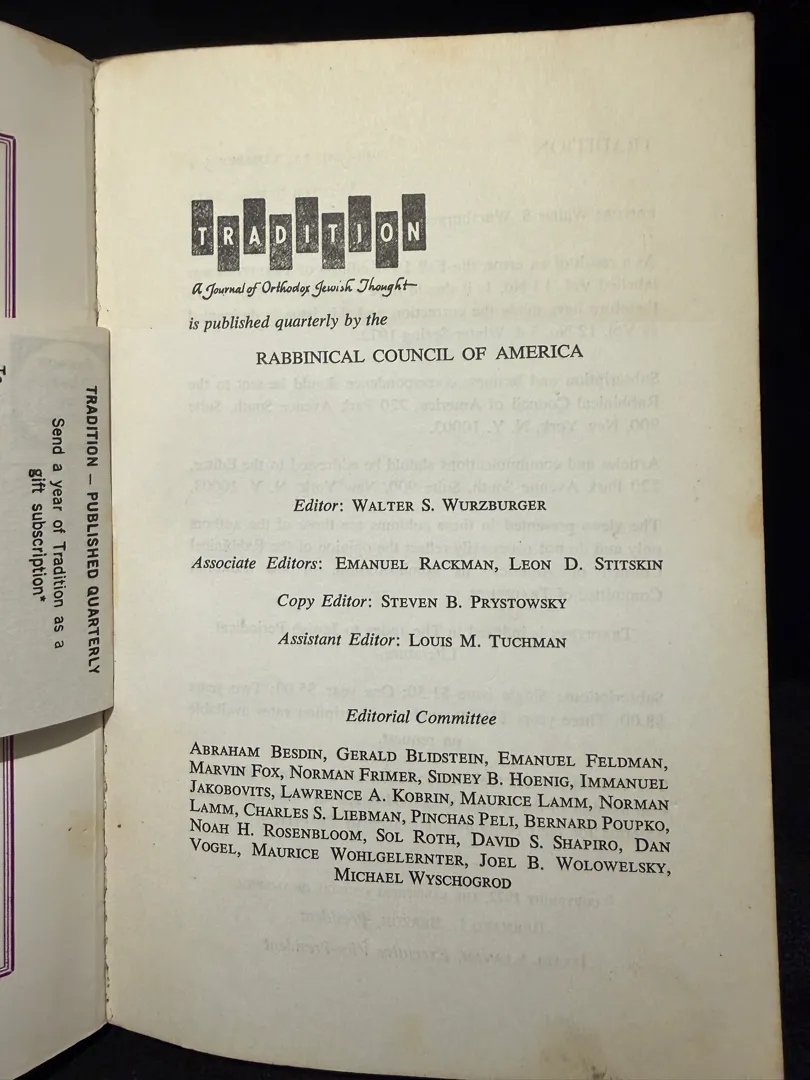 TRADITION
A Journal of Orthodox Jewish Thought
is published quarterly by the
RABBINICAL COUNCIL OF AMERICA
Editor: WALTER S. WURZBURGER
Associate Editors: EMANUEL RACKMAN, LEON D. STITSKIN
Copy Editor: STEVEN B. PRYSTOWSKY
Assistant Editor: LOUIS M. TUCHMAN
Editorial Committee
ABRAHAM BESDIN, GERALD BLIDSTEIN, EMANUEL FELDMAN,
MARVIN FOX, NORMAN FRIMER, SIDNEY B. HOENIG, IMMANUEL
JAKOBOVITS, LAWRENCE A. KOBRIN, MAURICE LAMM, NORMAN
LAMM, CHARLES S. LIEBMAN, PINCHAS PELI, BERNARD POUPKO,
NOAH H. ROSENBLOOM, SOL ROTH, DAVID S. SHAPIRO, DAN
VOGEL, MAURICE WOHLGELERNTER, JOEL B. WOLOWELSKY,
MICHAEL WYSCHOGROD
TRADITION — PUBLISHED QUARTERLY
Send a year of Tradition as a
gift subscription*